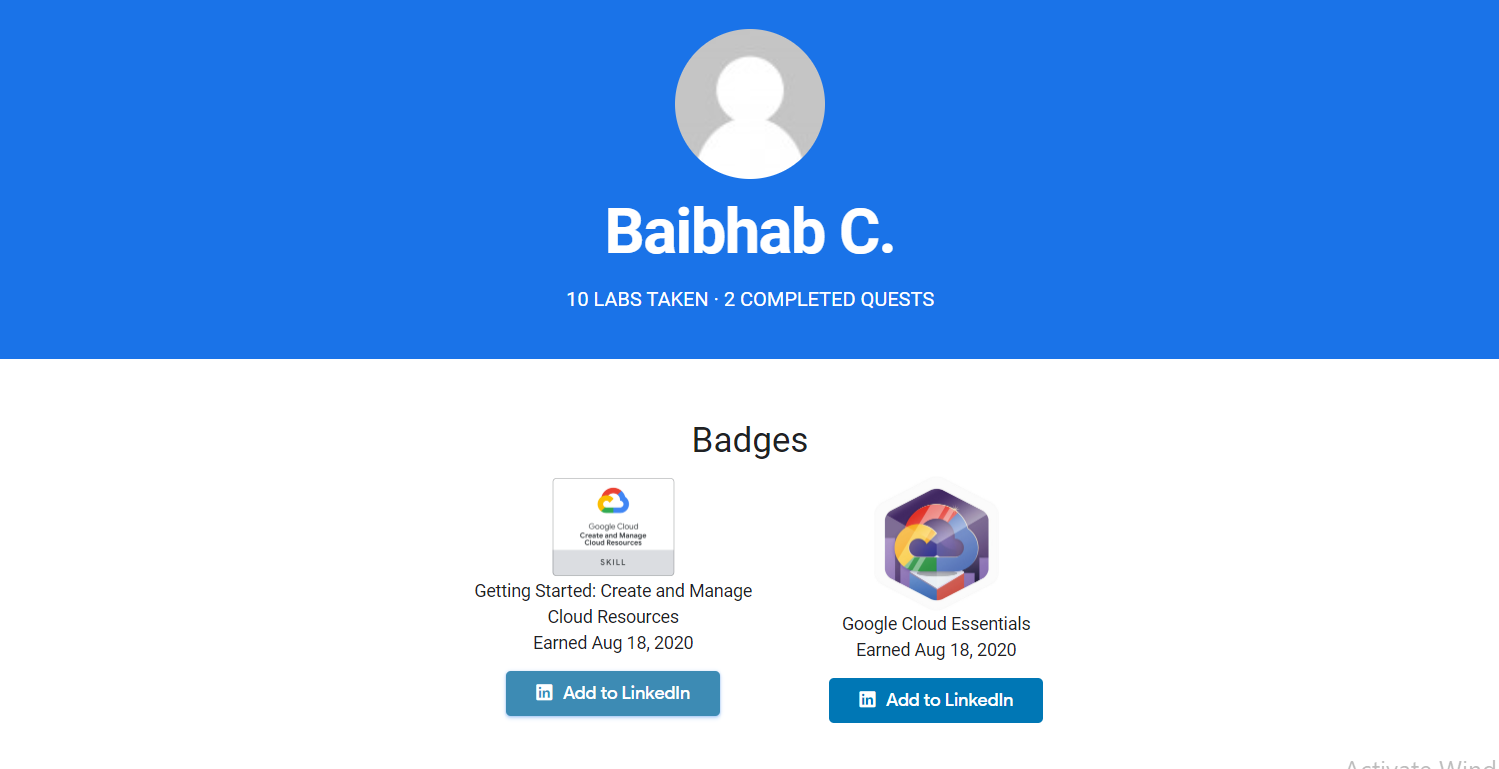 Baibhab C.
10 LABS TAKEN · 2 COMPLETED QUESTS
Badges
Google Cloud
Create and Manage
Cloud Resources
SKILL
Getting Started: Create and Manage
Cloud Resources
Earned Aug 18, 2020
in Add to LinkedIn
Google Cloud Essentials
Earned Aug 18, 2020
in Add to LinkedIn
Activate Wind